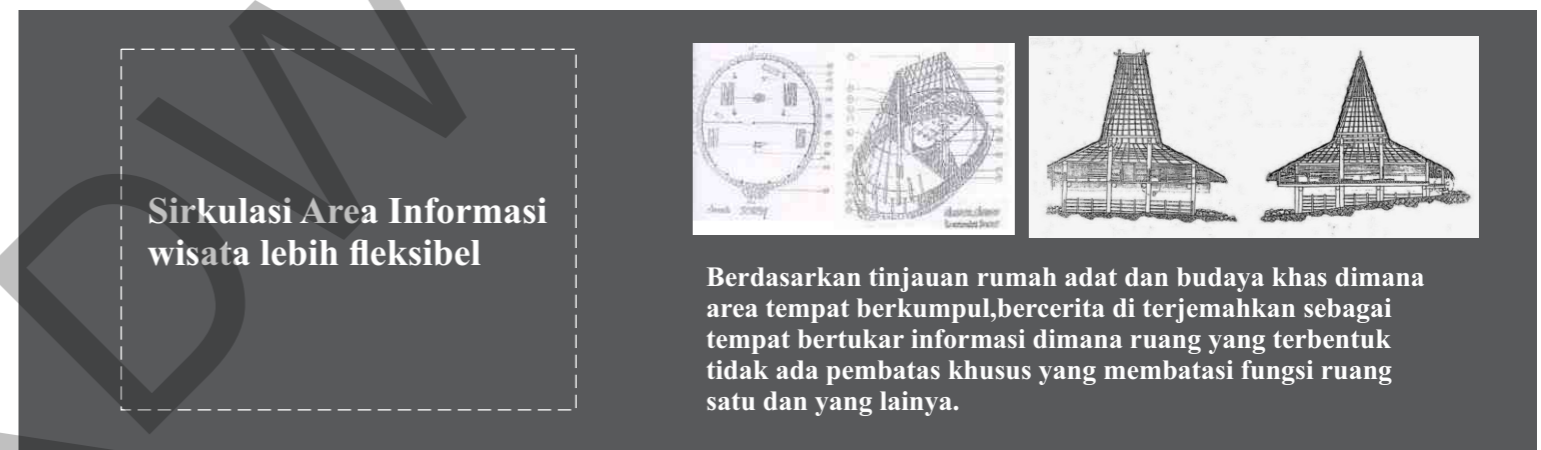 Sirkulasi Area Informasi
wisata lebih fleksibel
Berdasarkan tinjauan rumah adat dan budaya khas dimana
area tempat berkumpul,bercerita di terjemahkan sebagai
tempat bertukar informasi dimana ruang yang terbentuk
tidak ada pembatas khusus yang membatasi fungsi ruang
satu dan yang lainya.